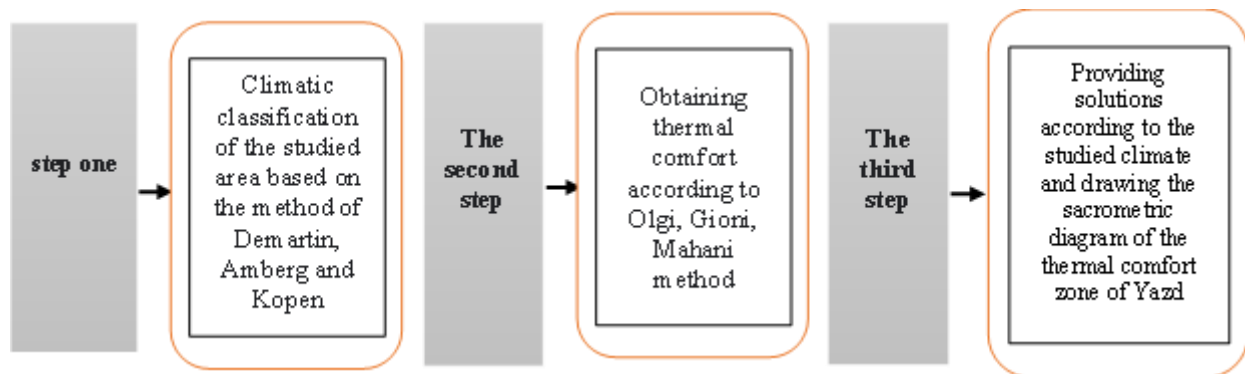 step one
Climatic
classification
of the studied
area based on
the method of
Demartin,
Amberg and
Kopen
The
second
step
Obtaining
thermal
comfort
according to
Olgi, Gioni,
Mahani
method
The
third
step
Providing
solutions
according to the
studied climate
and drawing the
sacrometric
diagram of the
thermal comfort
zone of Yazd